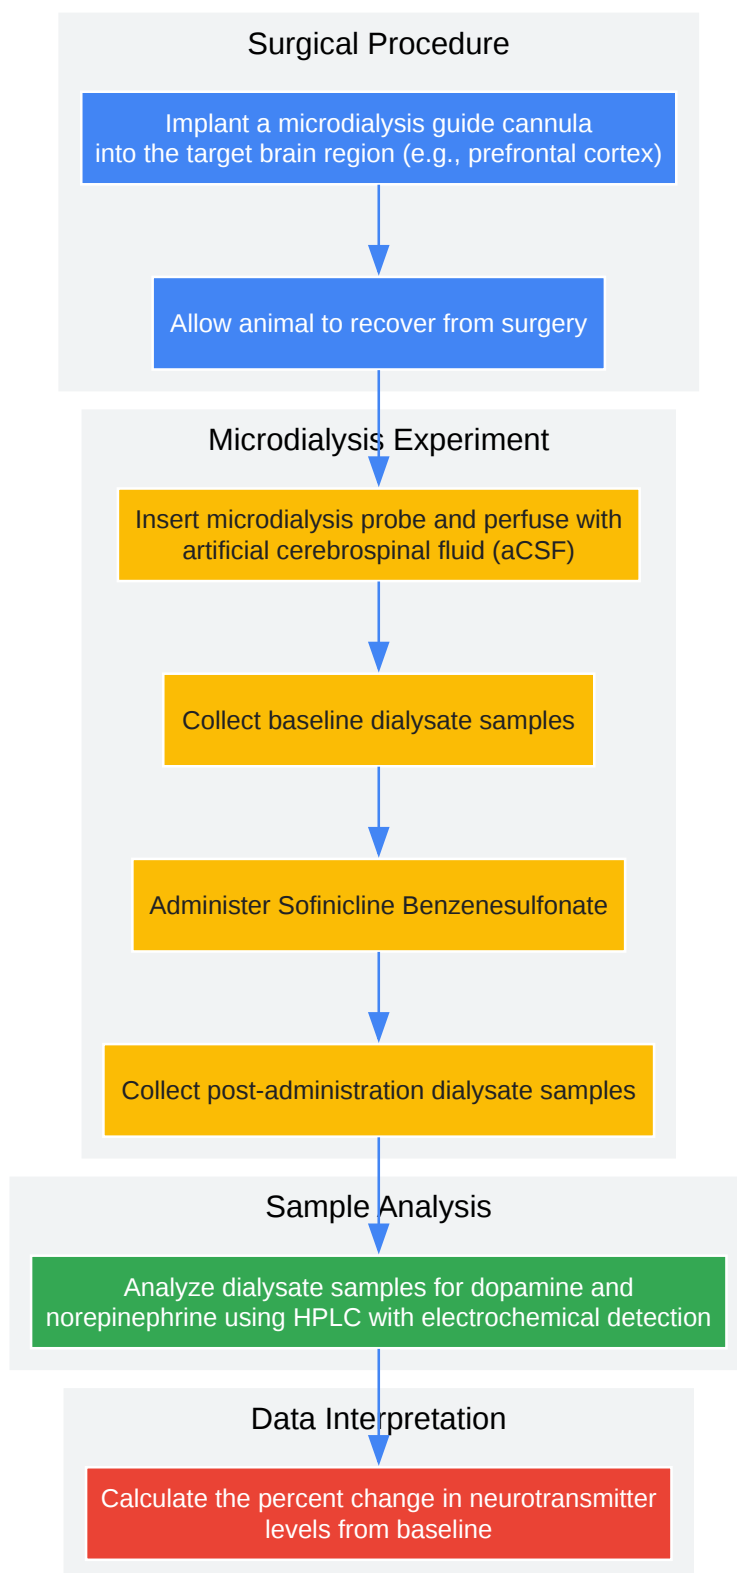 Surgical Procedure
Implant a microdialysis guide cannula
into the target brain region (e.g., prefrontal cortex)
Allow animal to recover from surgery
Microdialysis Experiment
Insert microdialysis probe and perfuse with
artificial cerebrospinal fluid (aCSF)
Collect baseline dialysate samples
Administer Sofinicline Benzenesulfonate
Collect post-administration dialysate samples
Sample Analysis
Analyze dialysate samples for dopamine and
norepinephrine using HPLC with electrochemical detection
Data Interpretation
Calculate the percent change in neurotransmitter
levels from baseline